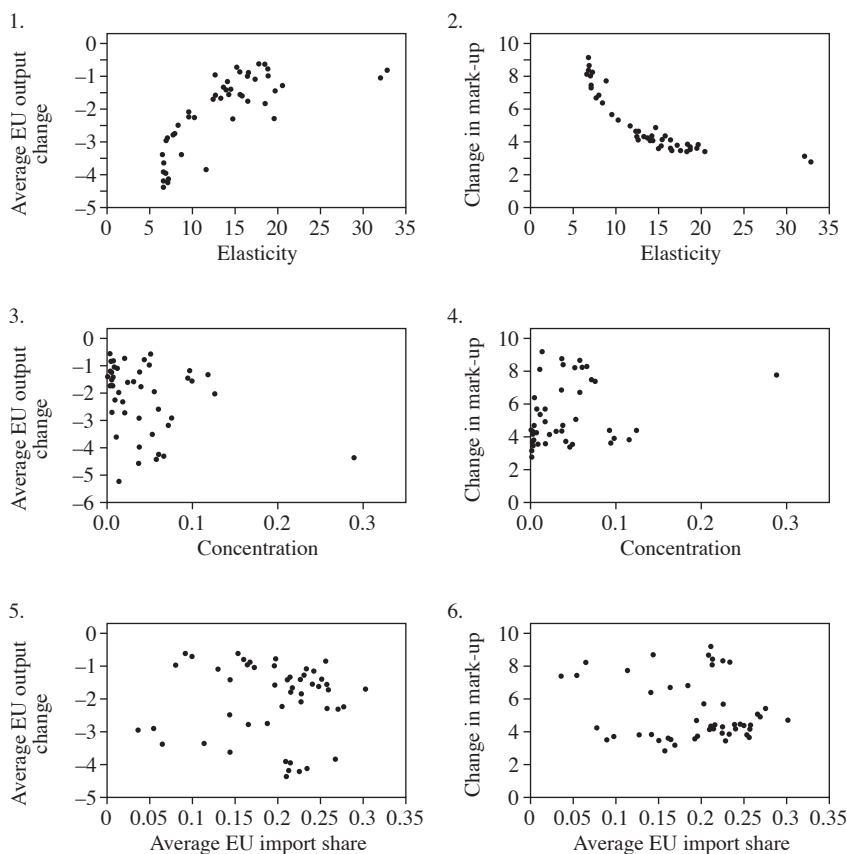 1.
Average EU output
change
–0
–1
–2
–3
–4
–5
0 5 10 15 20 25 30 35
Elasticity
2.
Change in mark-up
10
8
6
4
2
0
0 5 10 15 20 25 30 35
Elasticity
3.
Average EU output
change
–0
–1
–2
–3
–4
–5
–6
0.0 0.1 0.2 0.3
Concentration
4.
Change in mark-up
10
8
6
4
2
0
0.0 0.1 0.2 0.3
Concentration
5.
Average EU output
change
–0
–1
–2
–3
–4
–5
0 0.05 0.1 0.15 0.2 0.25 0.3 0.35
Average EU import share
6.
Change in mark-up
10
8
6
4
2
0
0 0.05 0.1 0.15 0.2 0.25 0.3 0.35
Average EU import share